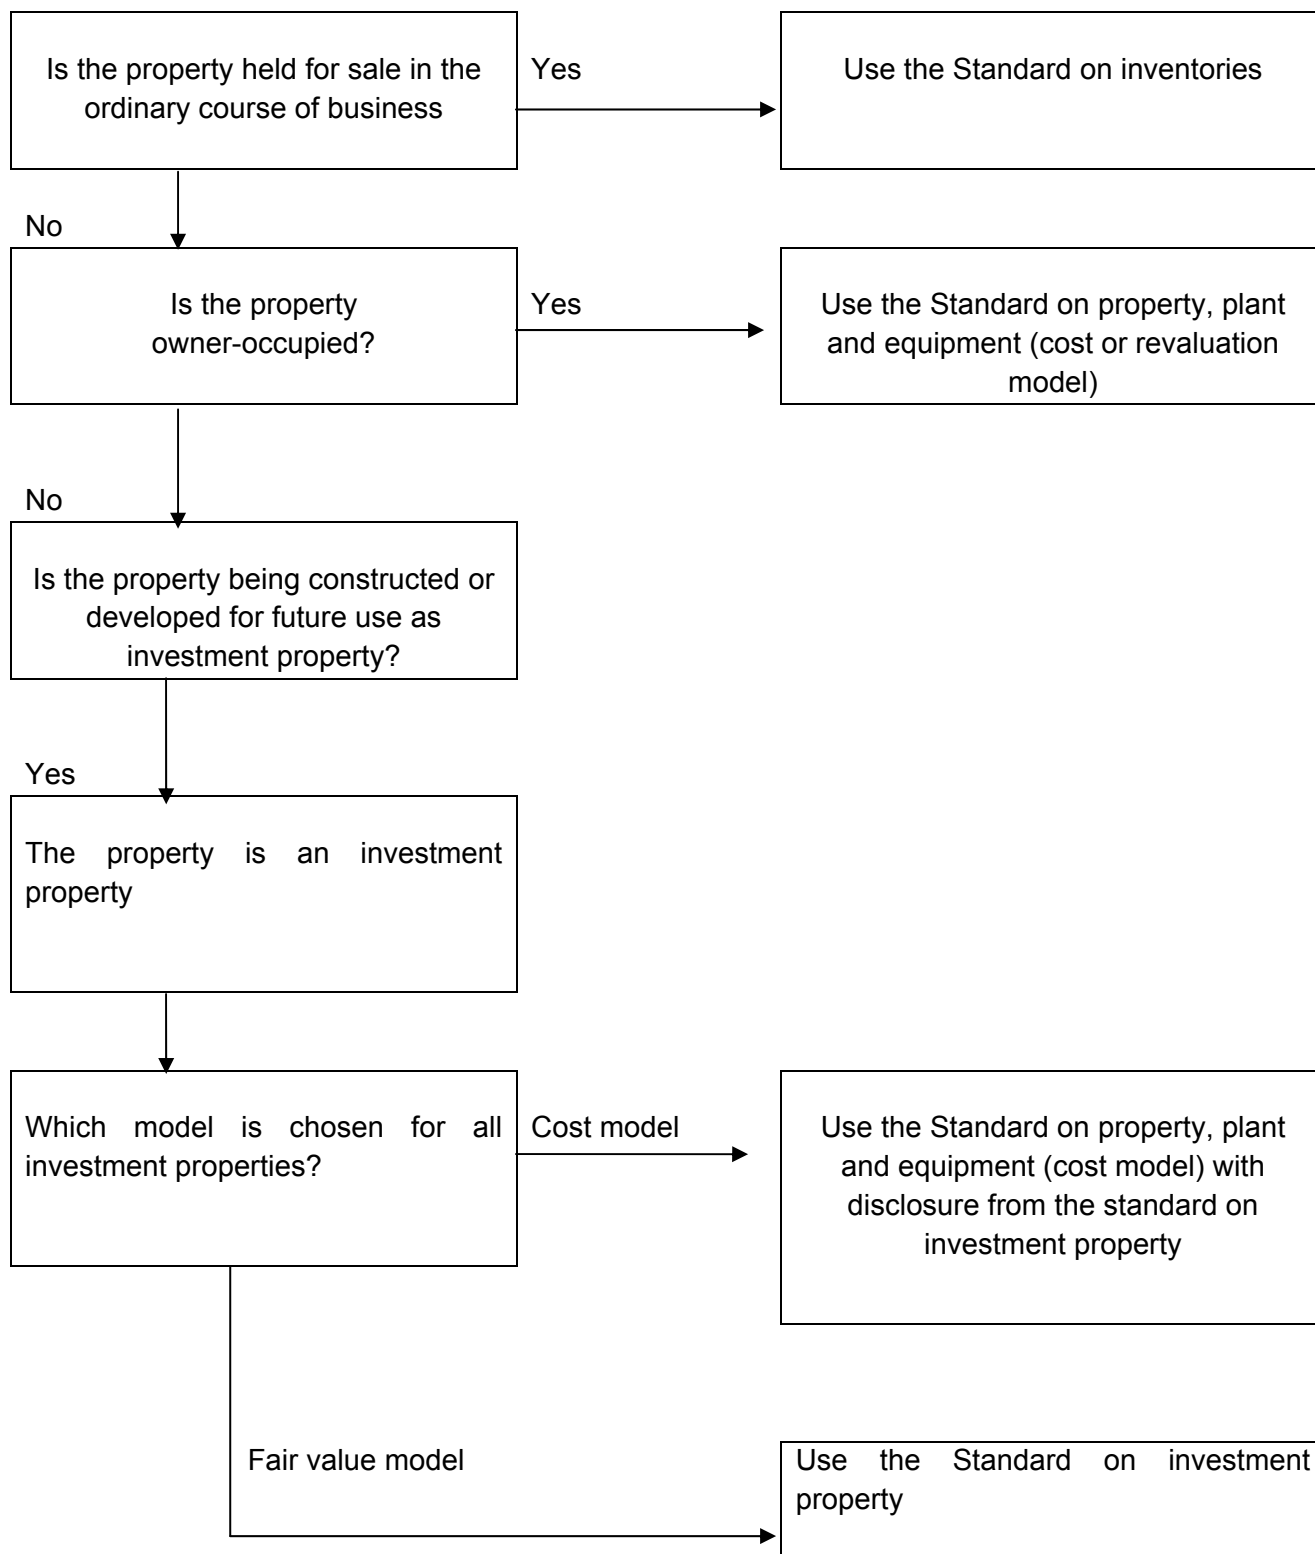 Is the property held for sale in the
ordinary course of business
Yes
Use the Standard on inventories
No
Is the property
owner-occupied?
Yes
Use the Standard on property, plant
and equipment (cost or revaluation
model)
No
Is the property being constructed or
developed for future use as
investment property?
Yes
The property is an investment
property
Which model is chosen for all
investment properties?
Cost model
Use the Standard on property, plant
and equipment (cost model) with
disclosure from the standard on
investment property
Fair value model
Use the Standard on investment
property